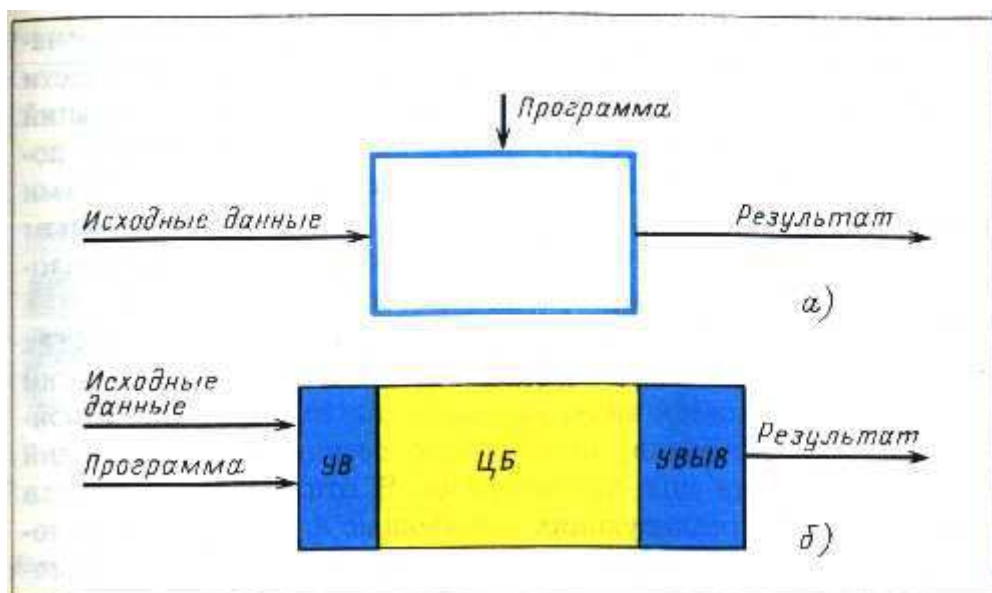 Программа
Исходные данные
Результат
а)
Исходные
данные
Программа
УВ
ЦБ
УВЫВ
Результат
б)